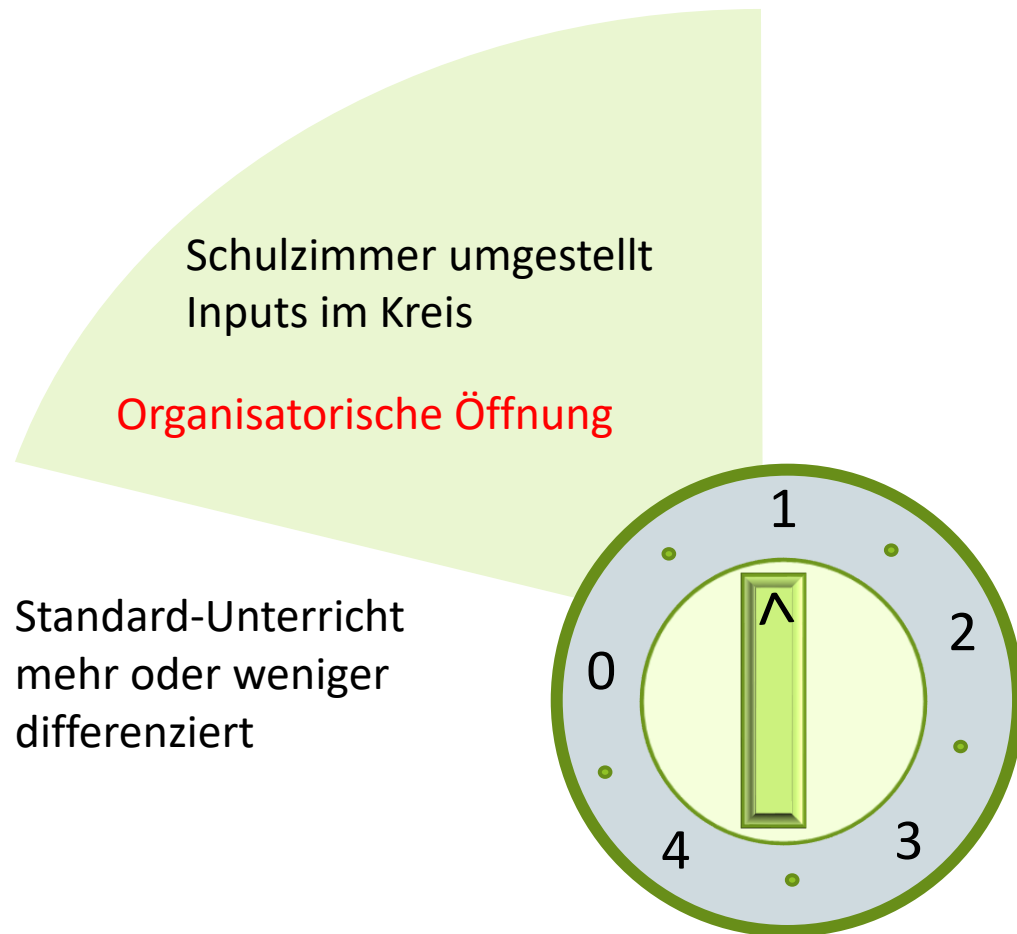 Schulzimmer umgestellt
Inputs im Kreis
Organisatorische Öffnung
Standard-Unterricht
mehr oder weniger
differenziert
1
^
2
0
3
4